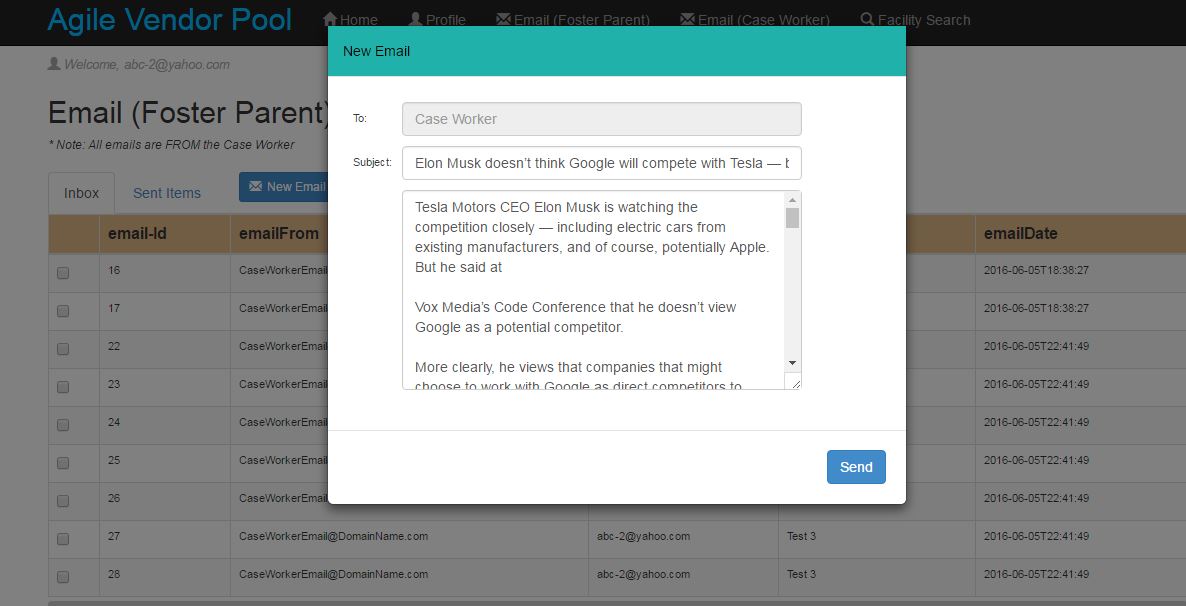 Agile Vendor Pool Home Profile Email (Foster Parent) Email (Case Worker) Facility Search
Welcome, abc-2@yahoo.com
Email (Foster Parent)
* Note: All emails are FROM the Case Worker
Inbox Sent Items New Email
New Email
To: Case Worker
Subject: Elon Musk doesn’t think Google will compete with Tesla — b
Tesla Motors CEO Elon Musk is watching the
competition closely — including electric cars from
existing manufacturers, and of course, potentially Apple.
But he said at
Vox Media’s Code Conference that he doesn’t view
Google as a potential competitor.
More clearly, he views that companies that might
choose to work with Google as direct competitors to
Send
email-Id emailFrom emailDate
16 CaseWorkerEmail 2016-06-05T18:38:27
17 CaseWorkerEmail 2016-06-05T18:38:27
22 CaseWorkerEmail 2016-06-05T22:41:49
23 CaseWorkerEmail 2016-06-05T22:41:49
24 CaseWorkerEmail 2016-06-05T22:41:49
25 CaseWorkerEmail 2016-06-05T22:41:49
26 CaseWorkerEmail 2016-06-05T22:41:49
27 CaseWorkerEmail@DomainName.com abc-2@yahoo.com Test 3 2016-06-05T22:41:49
28 CaseWorkerEmail@DomainName.com abc-2@yahoo.com Test 3 2016-06-05T22:41:49